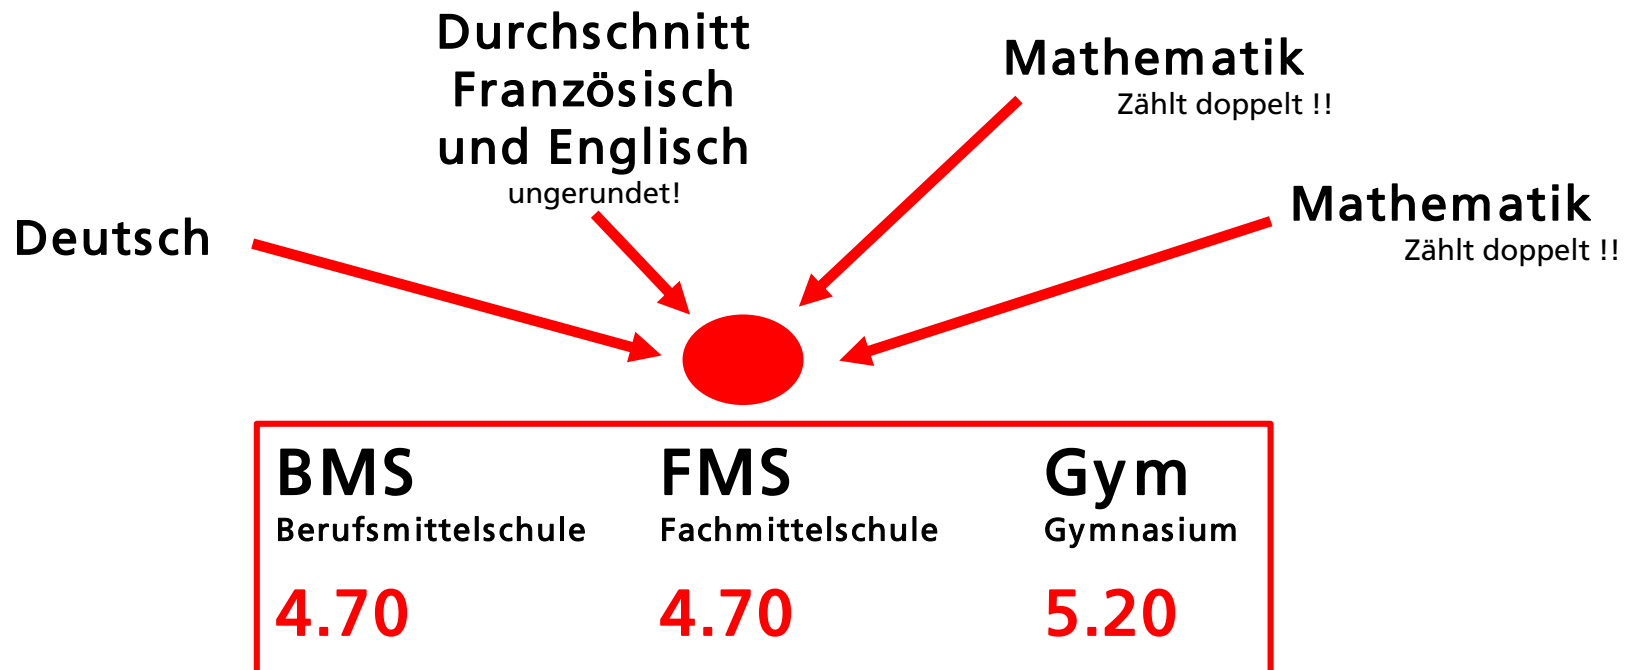 Durchschnitt
Französisch
und Englisch
ungerundet!
Mathematik
Zählt doppelt !!
Mathematik
Zählt doppelt !!
Deutsch
BMS
Berufsmittelschule
4.70
FMS
Fachmittelschule
4.70
Gym
Gymnasium
5.20